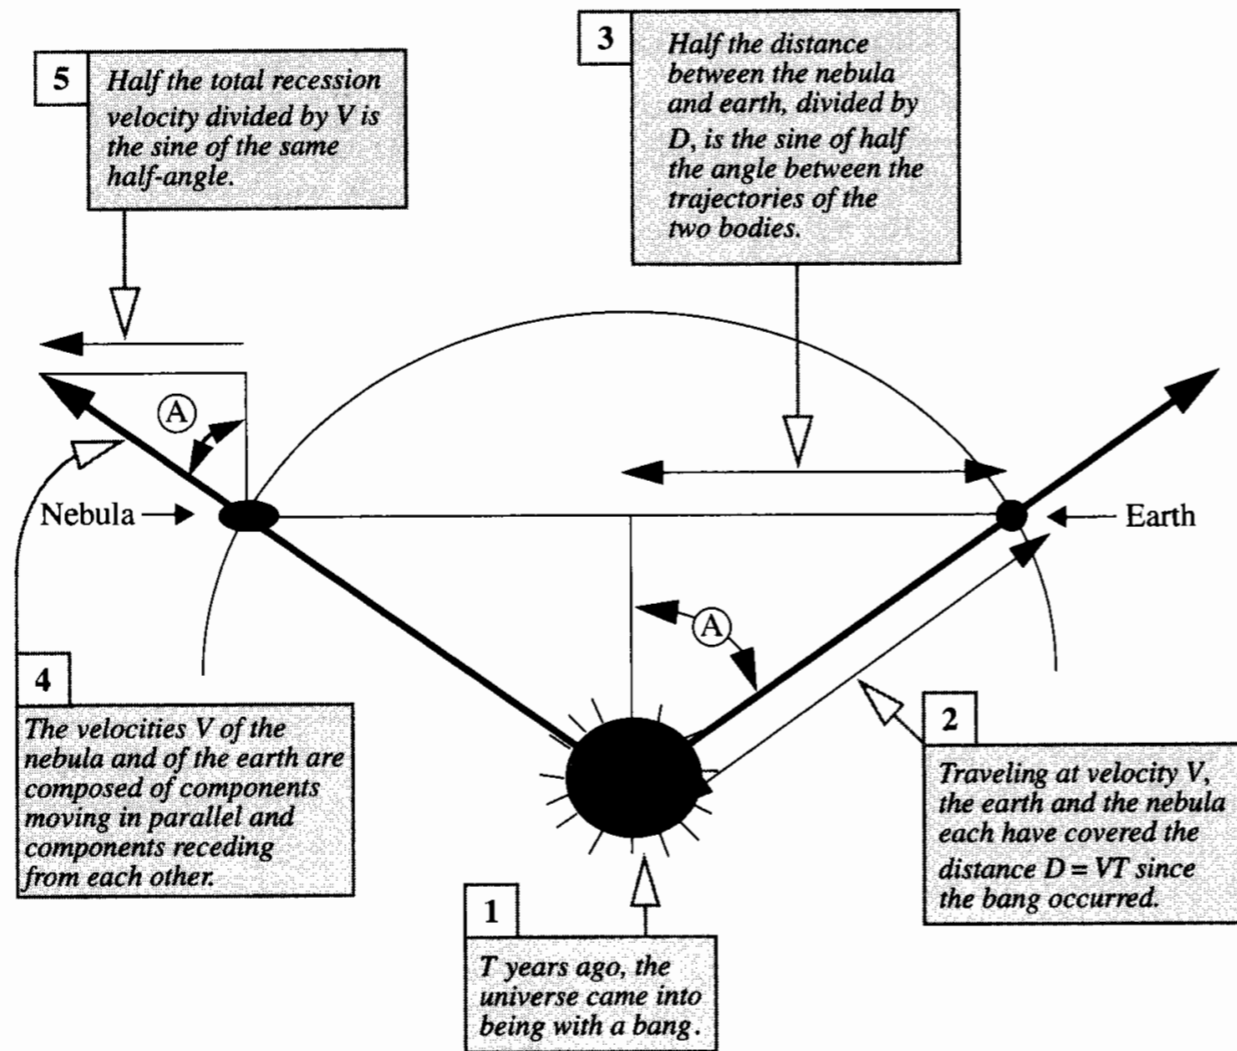 5
Half the total recession
velocity divided by V is
the sine of the same
half-angle.
3
Half the distance
between the nebula
and earth, divided by
D, is the sine of half
the angle between the
trajectories of the
two bodies.
A
Nebula
Earth
A
4
The velocities V of the
nebula and of the earth are
composed of components
moving in parallel and
components receding
from each other.
2
Traveling at velocity V,
the earth and the nebula
each have covered the
distance D = VT since
the bang occurred.
1
T years ago, the
universe came into
being with a bang.